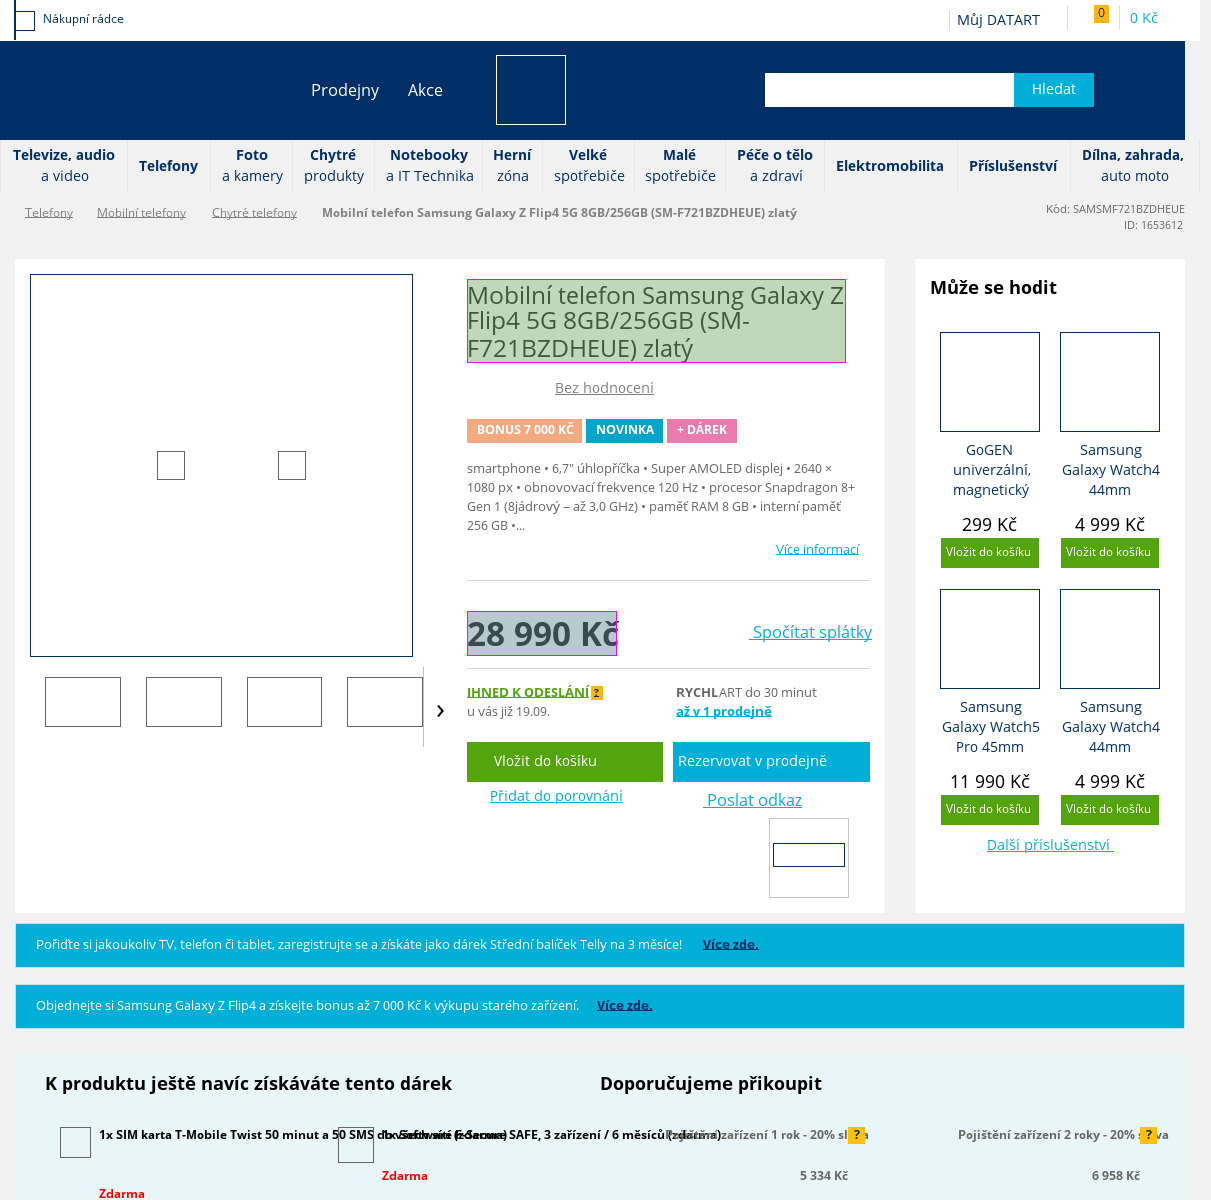 Nákupní rádce
Můj DATART
0
0 Kč
Prodejny
Akce
Hledat
Televize, audio
a video
Telefony
Foto
a kamery
Chytré
produkty
Notebooky
a IT Technika
Herní
zóna
Velké
spotřebiče
Malé
spotřebiče
Péče o tělo
a zdraví
Elektromobilita
Příslušenství
Dílna, zahrada,
auto moto
Telefony
Mobilní telefony
Chytré telefony
Mobilní telefon Samsung Galaxy Z Flip4 5G 8GB/256GB (SM-F721BZDHEUE) zlatý
Kód: SAMSMF721BZDHEUE
ID: 1653612
Mobilní telefon Samsung Galaxy Z
Flip4 5G 8GB/256GB (SM-
F721BZDHEUE) zlatý
Bez hodnocení
BONUS 7 000 KČ
NOVINKA
+ DÁREK
smartphone • 6,7" úhlopříčka • Super AMOLED displej • 2640 ×
1080 px • obnovovací frekvence 120 Hz • procesor Snapdragon 8+
Gen 1 (8jádrový – až 3,0 GHz) • paměť RAM 8 GB • interní paměť
256 GB •...
Více informací
28 990 Kč
Spočítat splátky
IHNED K ODESLÁNÍ ?
u vás již 19.09.
RYCHLART do 30 minut
až v 1 prodejně
Vložit do košíku
Rezervovat v prodejně
Přidat do porovnání
Poslat odkaz
Může se hodit
GoGEN
univerzální,
magnetický
299 Kč
Vložit do košíku
Samsung
Galaxy Watch4
44mm
4 999 Kč
Vložit do košíku
Samsung
Galaxy Watch5
Pro 45mm
11 990 Kč
Vložit do košíku
Samsung
Galaxy Watch4
44mm
4 999 Kč
Vložit do košíku
Další příslušenství
Pořiďte si jakoukoliv TV, telefon či tablet, zaregistrujte se a získáte jako dárek Střední balíček Telly na 3 měsíce! Více zde.
Objednejte si Samsung Galaxy Z Flip4 a získejte bonus až 7 000 Kč k výkupu starého zařízení. Více zde.
K produktu ještě navíc získáváte tento dárek
Doporučujeme přikoupit
1x SIM karta T-Mobile Twist 50 minut a 50 SMS do všech sítí (zdarma)
Zdarma
1x Software F-Secure SAFE, 3 zařízení / 6 měsíců (zdarma)
Zdarma
Pojištění zařízení 1 rok - 20% sleva
?
5 334 Kč
Pojištění zařízení 2 roky - 20% sleva
?
6 958 Kč